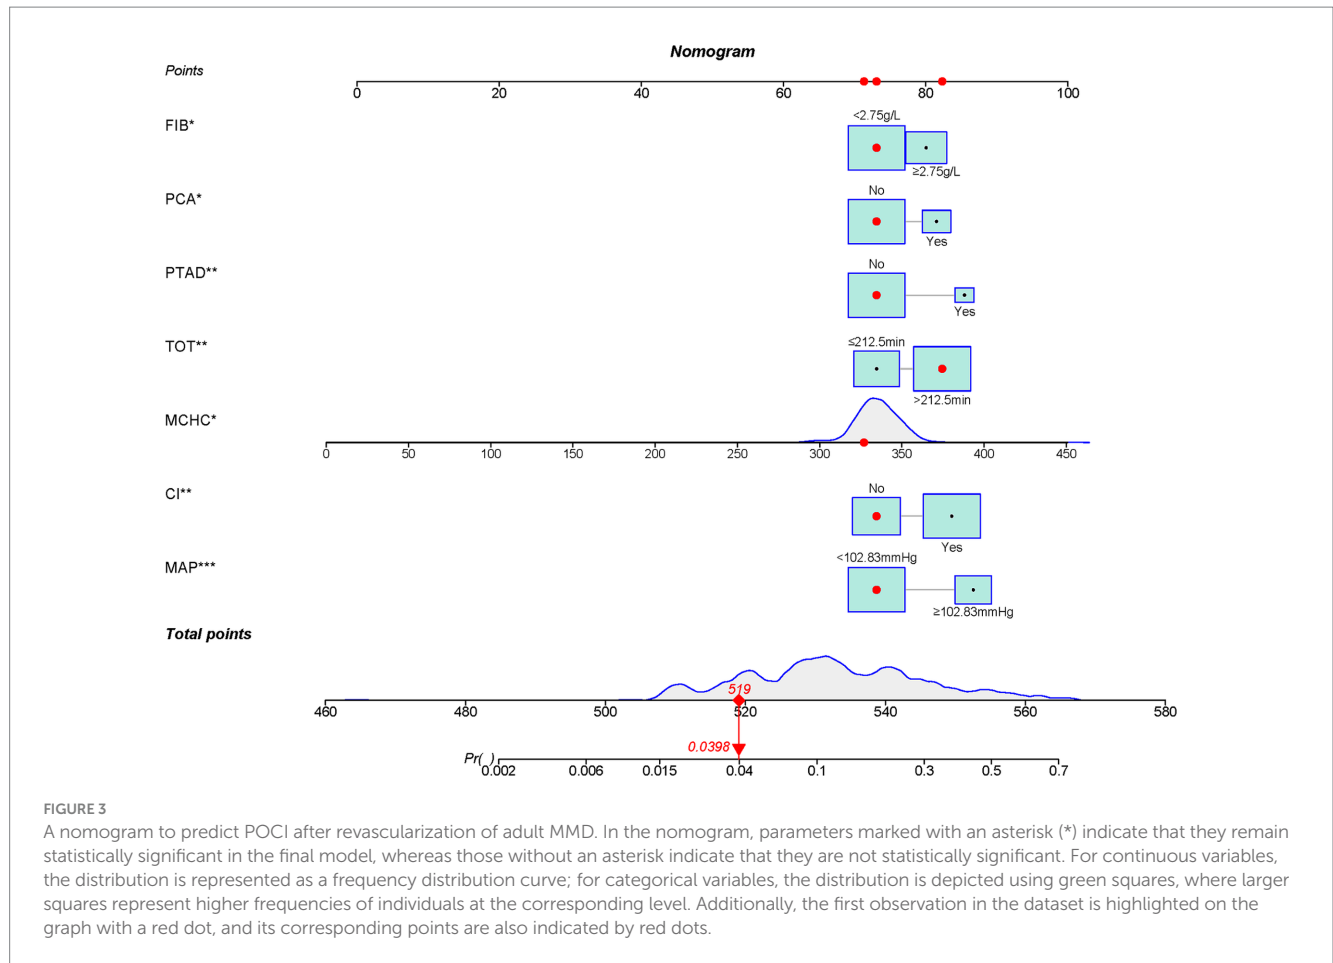 Nomogram
Points
0 20 40 60 80 100
FIB*
<2.75g/L
≥2.75g/L
PCA*
No
Yes
PTAD**
No
Yes
TOT**
≤212.5min
>212.5min
MCHC*
0 50 100 150 200 250 300 350 400 450
CI**
No
Yes
MAP***
<102.83mmHg
≥102.83mmHg
Total points
519
460 480 500 520 540 560 580
0.0398
Pr( )
0.002 0.006 0.015 0.04 0.1 0.3 0.5 0.7
FIGURE 3
A nomogram to predict POCI after revascularization of adult MMD. In the nomogram, parameters marked with an asterisk (*) indicate that they remain
statistically significant in the final model, whereas those without an asterisk indicate that they are not statistically significant. For continuous variables,
the distribution is represented as a frequency distribution curve; for categorical variables, the distribution is depicted using green squares, where larger
squares represent higher frequencies of individuals at the corresponding level. Additionally, the first observation in the dataset is highlighted on the
graph with a red dot, and its corresponding points are also indicated by red dots.